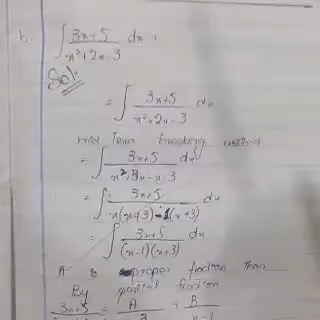 b. ∫ 3x+5 / x²+2x-3 dx.
Sol:
= ∫ 3x+5 / x²+2x-3 dx
mid term breaking method
= ∫ 3x+5 / x²+3x-x-3 dx
= ∫ 3x+5 / x(x+3)-1(x+3) dx
= ∫ 3x+5 / (x-1)(x+3) dx
A proper fraction then
By partial fraction
3x+5 = A + B